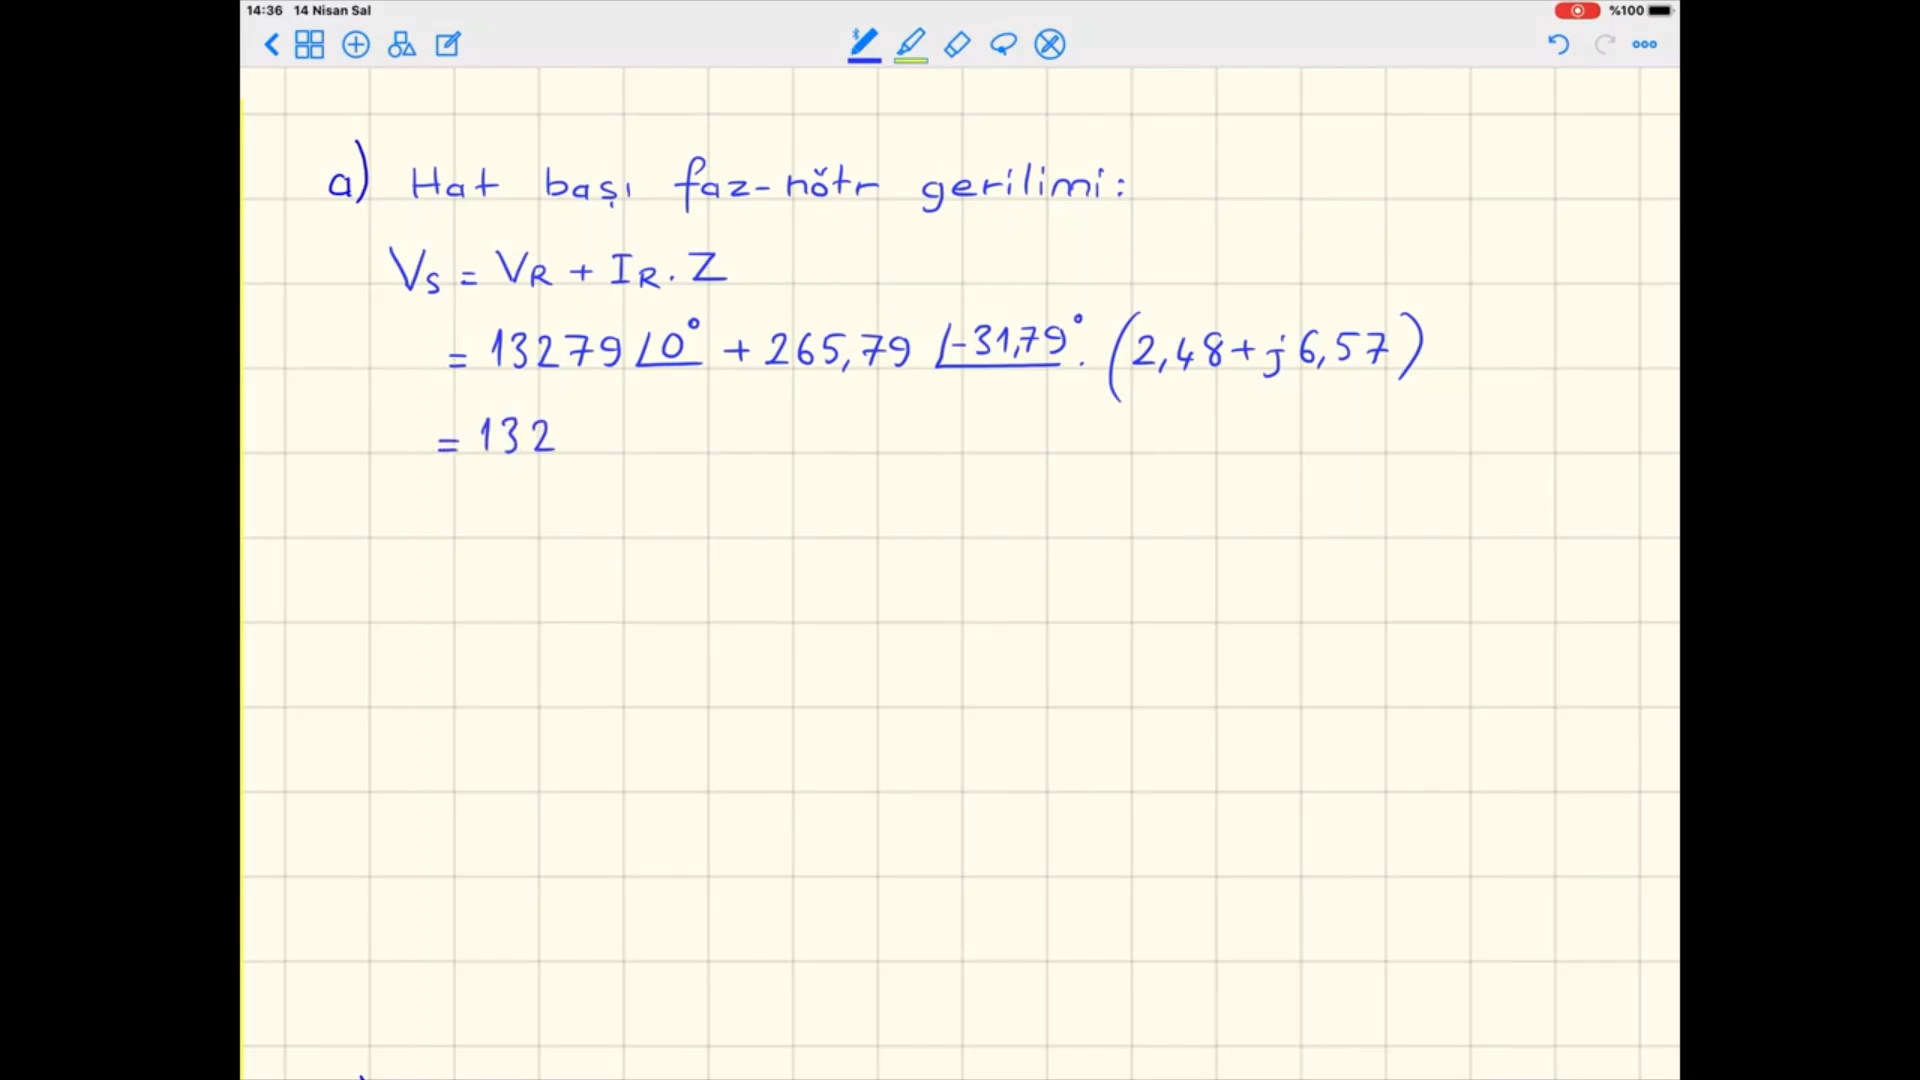 14:36 14 Nisan Sal %100
a) Hat başı faz-nötr gerilimi:
VS = VR + IR. Z
= 13279∠0° + 265,79 ∠-31,79°. (2,48+j6,57)
= 132